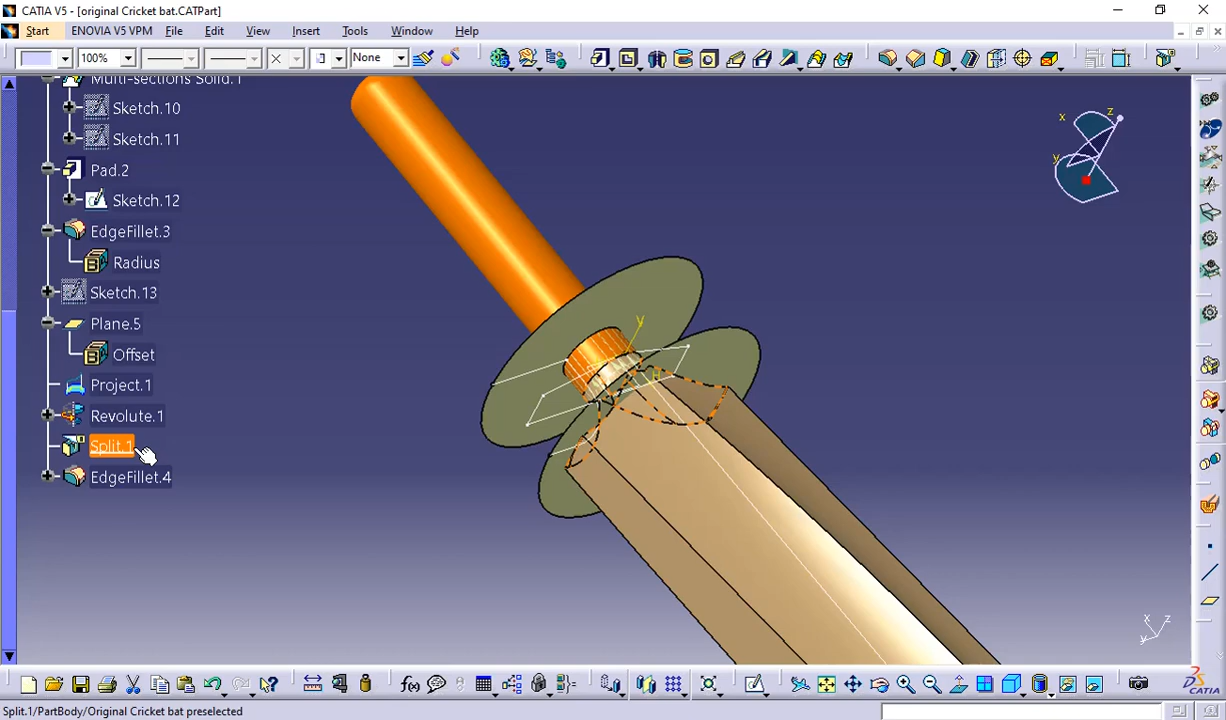 CATIA V5 - [original Cricket bat.CATPart]
Start ENOVIA V5 VPM File Edit View Insert Tools Window Help
100% None
Multi-sections Solid.1
Sketch.10
Sketch.11
Pad.2
Sketch.12
EdgeFillet.3
Radius
Sketch.13
Plane.5
Offset
Project.1
Revolute.1
Split.1
EdgeFillet.4
x z
y
y
H
x z
y
f(x)
CATIA
Split.1/PartBody/Original Cricket bat preselected